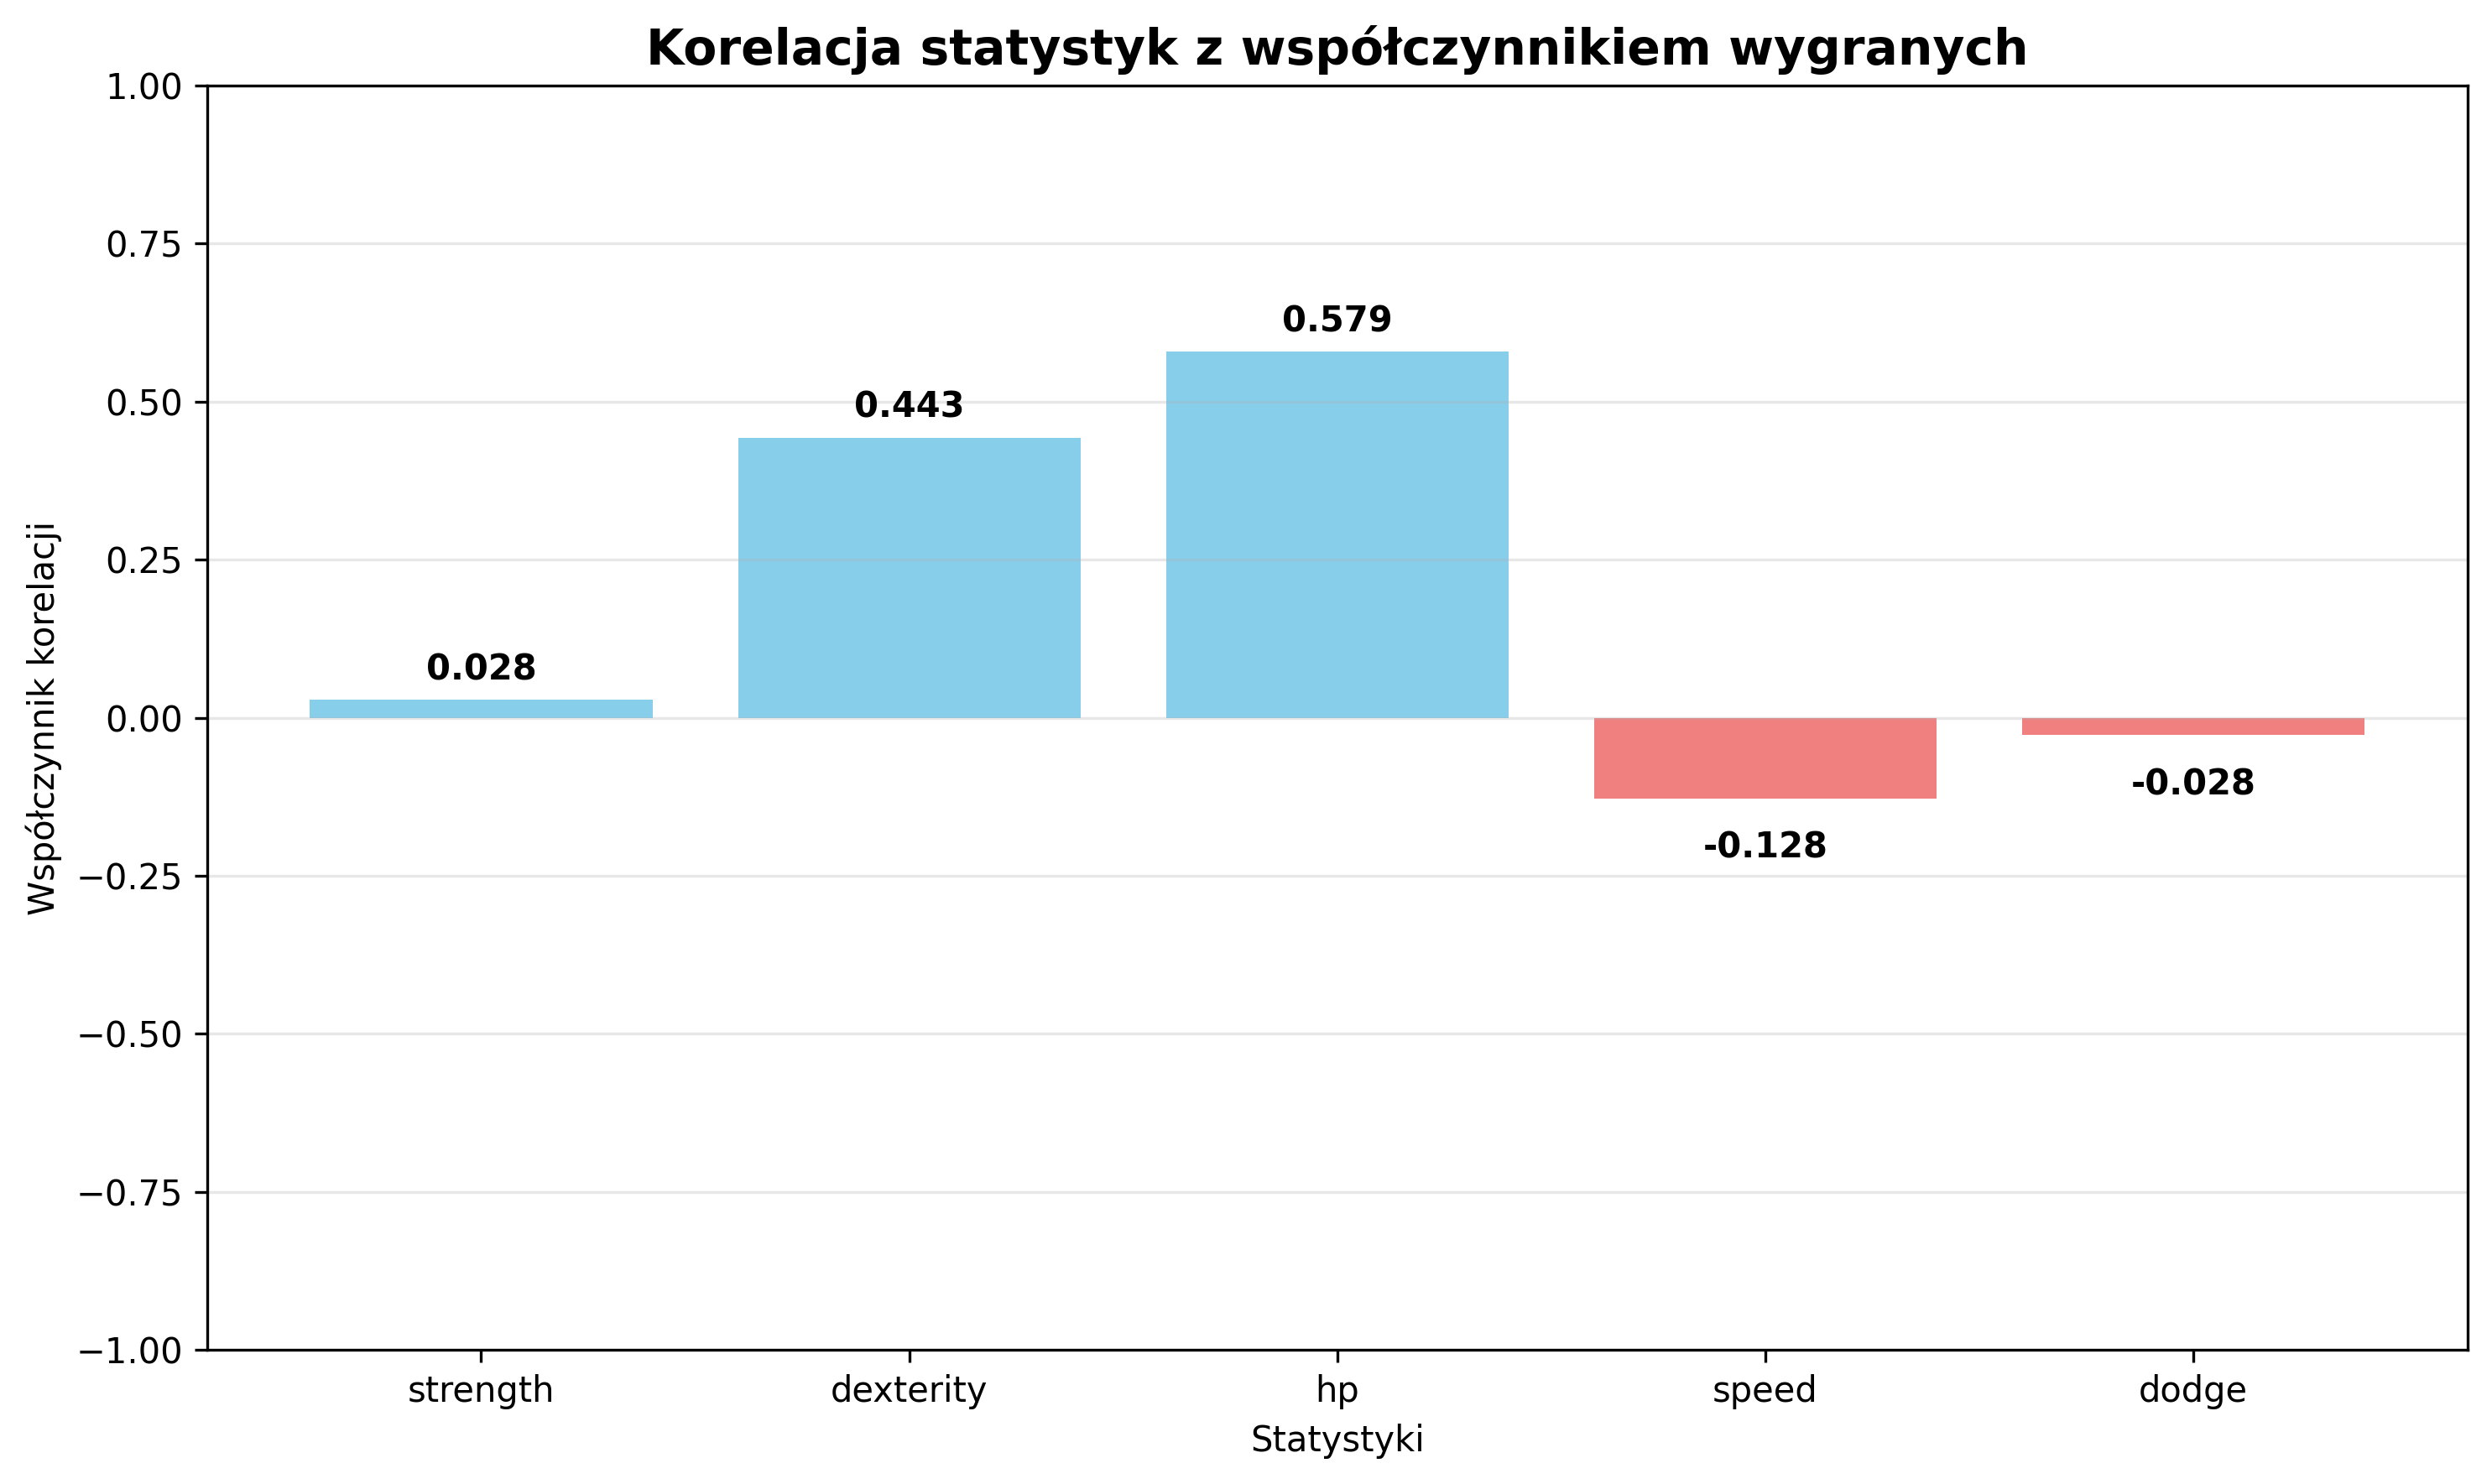 Korelacja statystyk z współczynnikiem wygranych
1.00
0.75
0.50
0.25
0.00
−0.25
−0.50
−0.75
−1.00
Współczynnik korelacji
0.028
0.443
0.579
-0.128
-0.028
strength
dexterity
hp
speed
dodge
Statystyki